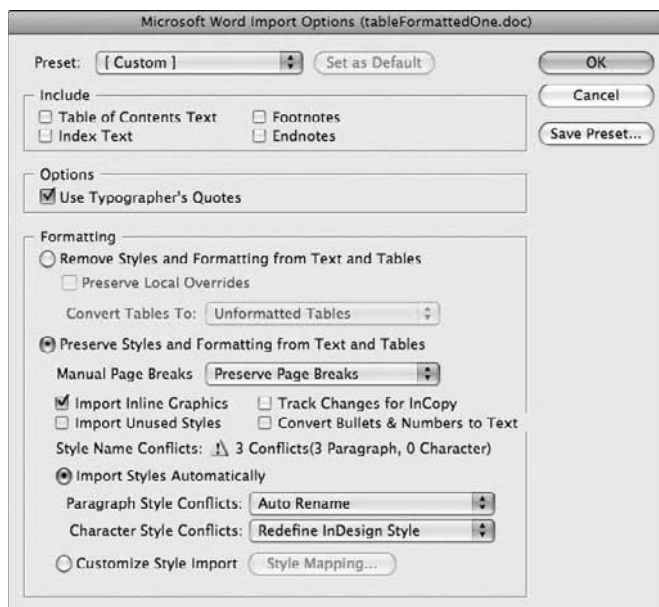 Microsoft Word Import Options (tableFormattedOne.doc)
Preset: [ Custom ] Set as Default OK
Include Cancel
Table of Contents Text Footnotes
Index Text Endnotes Save Preset...
Options
Use Typographer's Quotes
Formatting
Remove Styles and Formatting from Text and Tables
Preserve Local Overrides
Convert Tables To: Unformatted Tables
Preserve Styles and Formatting from Text and Tables
Manual Page Breaks Preserve Page Breaks
Import Inline Graphics Track Changes for InCopy
Import Unused Styles Convert Bullets & Numbers to Text
Style Name Conflicts: 3 Conflicts(3 Paragraph, 0 Character)
Import Styles Automatically
Paragraph Style Conflicts: Auto Rename
Character Style Conflicts: Redefine InDesign Style
Customize Style Import Style Mapping...